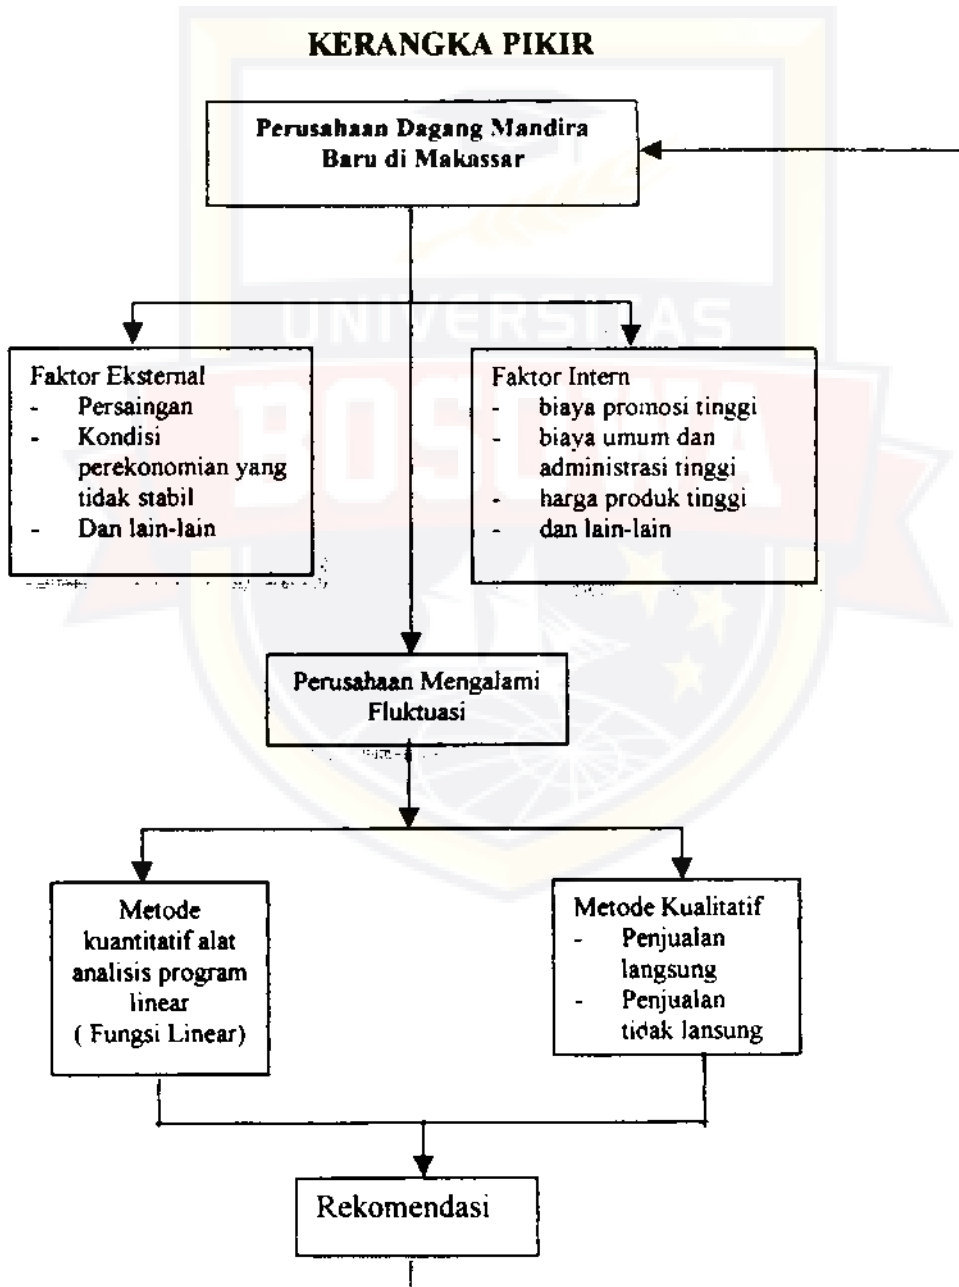 KERANGKA PIKIR
Perusahaan Dagang Mandira
Baru di Makassar
UNIVERSITAS
BOSOWA
Faktor Eksternal
- Persaingan
- Kondisi
perekonomian yang
tidak stabil
- Dan lain-lain
Faktor Intern
- biaya promosi tinggi
- biaya umum dan
administrasi tinggi
- harga produk tinggi
- dan lain-lain
Perusahaan Mengalami
Fluktuasi
Metode
kuantitatif alat
analisis program
linear
( Fungsi Linear)
Metode Kualitatif
- Penjualan
langsung
- Penjualan
tidak lansung
Rekomendasi